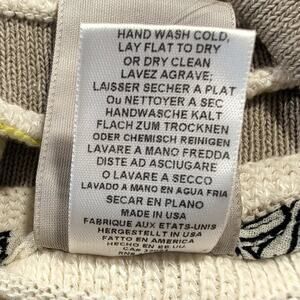 HAND WASH COLD,
LAY FLAT TO DRY
OR DRY CLEAN
LAVEZ AGRAVE;
LAISSER SECHER A PLAT
Ou NETTOYER A SEC
HANDWASCHE KALT
FLACH ZUM TROCKNEN
ODER CHEMISCH REINIGEN
LAVARE A MANO FREDDA
DISTE AD ASCIUGARE
O LAVARE A SECCO
LAVADO A MANO EN AGUA FRIA
SECAR EN PLANO
MADE IN USA
FABRIQUE AUX ETATS-UNIS
HERGESTELLT IN USA
FATTO EN AMERICA
HECHO EN EE.UU.